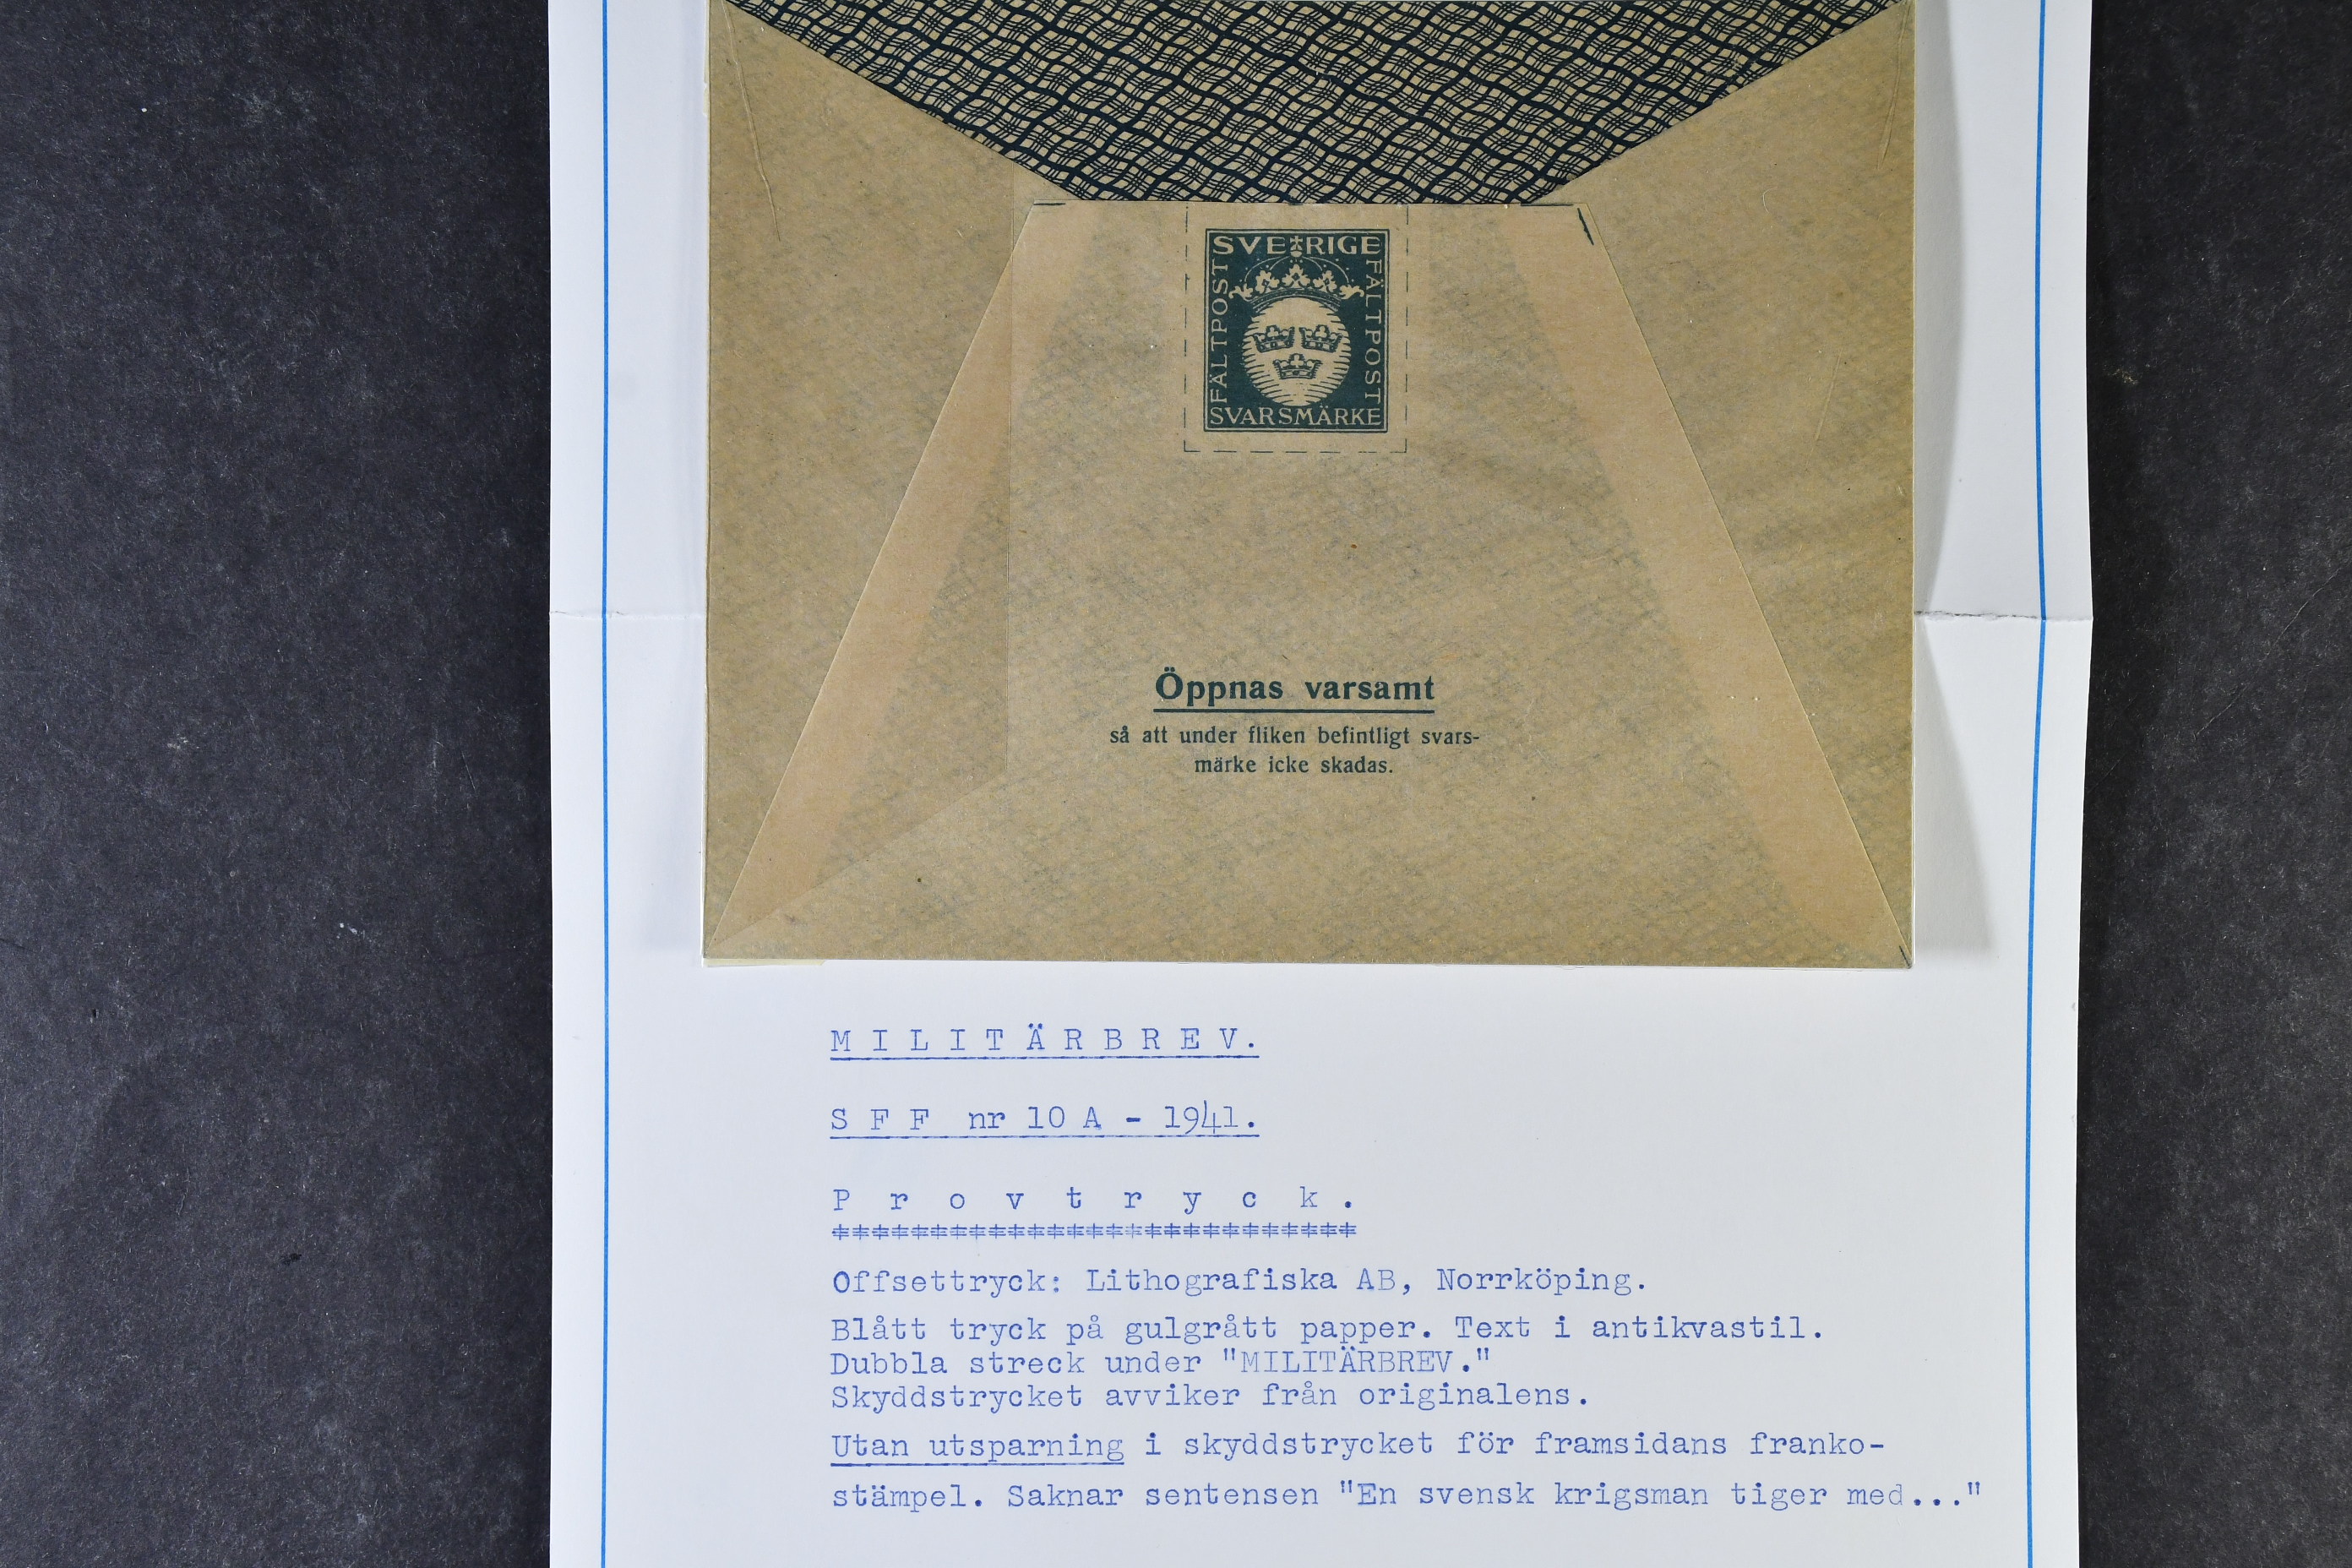 SVERIGE
FÄLTPOST
FÄLTPOST
SVARSMÄRKE
Öppnas varsamt
så att under fliken befintligt svars-
märke icke skadas.
M I L I T Ä R B R E V.
S F F nr 10 A - 1941.
P r o v t r y c k .
Offsettryck: Lithografiska AB, Norrköping.
Blått tryck på gulgrått papper. Text i antikvastil.
Dubbla streck under "MILITÄRBREV."
Skyddstrycket avviker från originalens.
Utan utsparning i skyddstrycket för framsidans franko-
stämpel. Saknar sentensen "En svensk krigsman tiger med..."